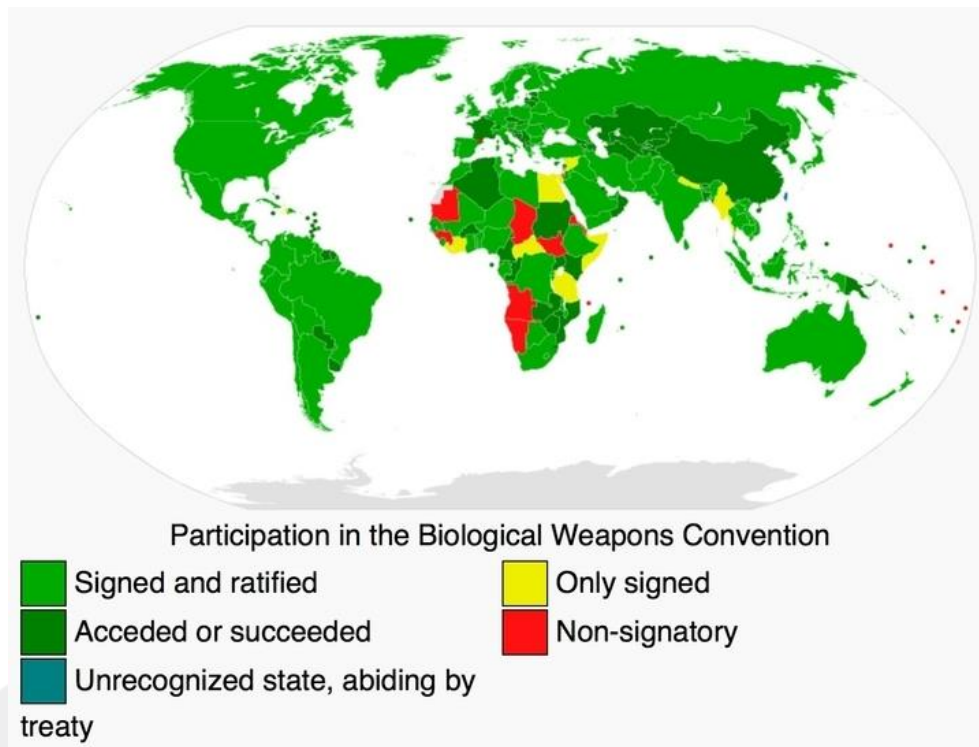 Participation in the Biological Weapons Convention
Signed and ratified
Only signed
Acceded or succeeded
Non-signatory
Unrecognized state, abiding by
treaty